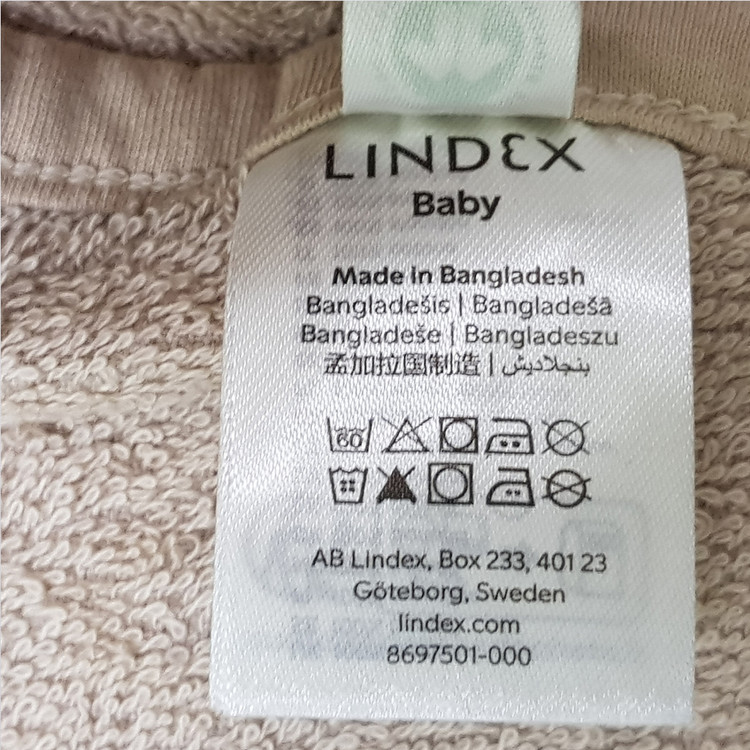 LINDEX
Baby
Made in Bangladesh
Bangladešis | Bangladešā
Bangladeše | Bangladeszu
孟加拉国制造 | بنجلاديش
60
AB Lindex, Box 233, 401 23
Göteborg, Sweden
lindex.com
8697501-000